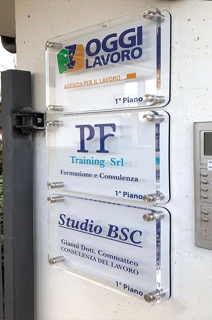 OGGI
LAVORO
AGENZIA PER IL LAVORO
1° Piano
PF
Training Srl
Formazione e Consulenza
1° Piano
Studio BSC
Gianni Dott. Commatteo
CONSULENZA DEL LAVORO
1° Piano